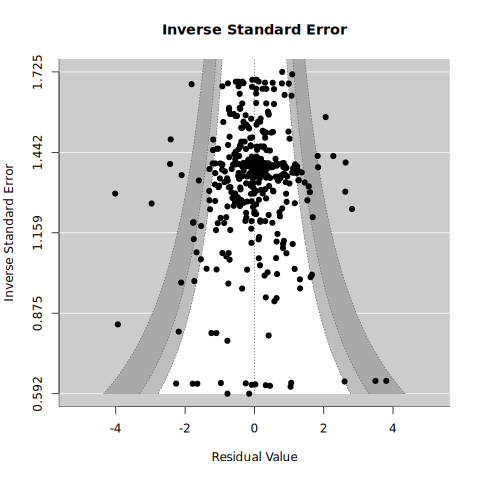 Inverse Standard Error
Inverse Standard Error
1.725
1.442
1.159
0.875
0.592
-4 -2 0 2 4
Residual Value